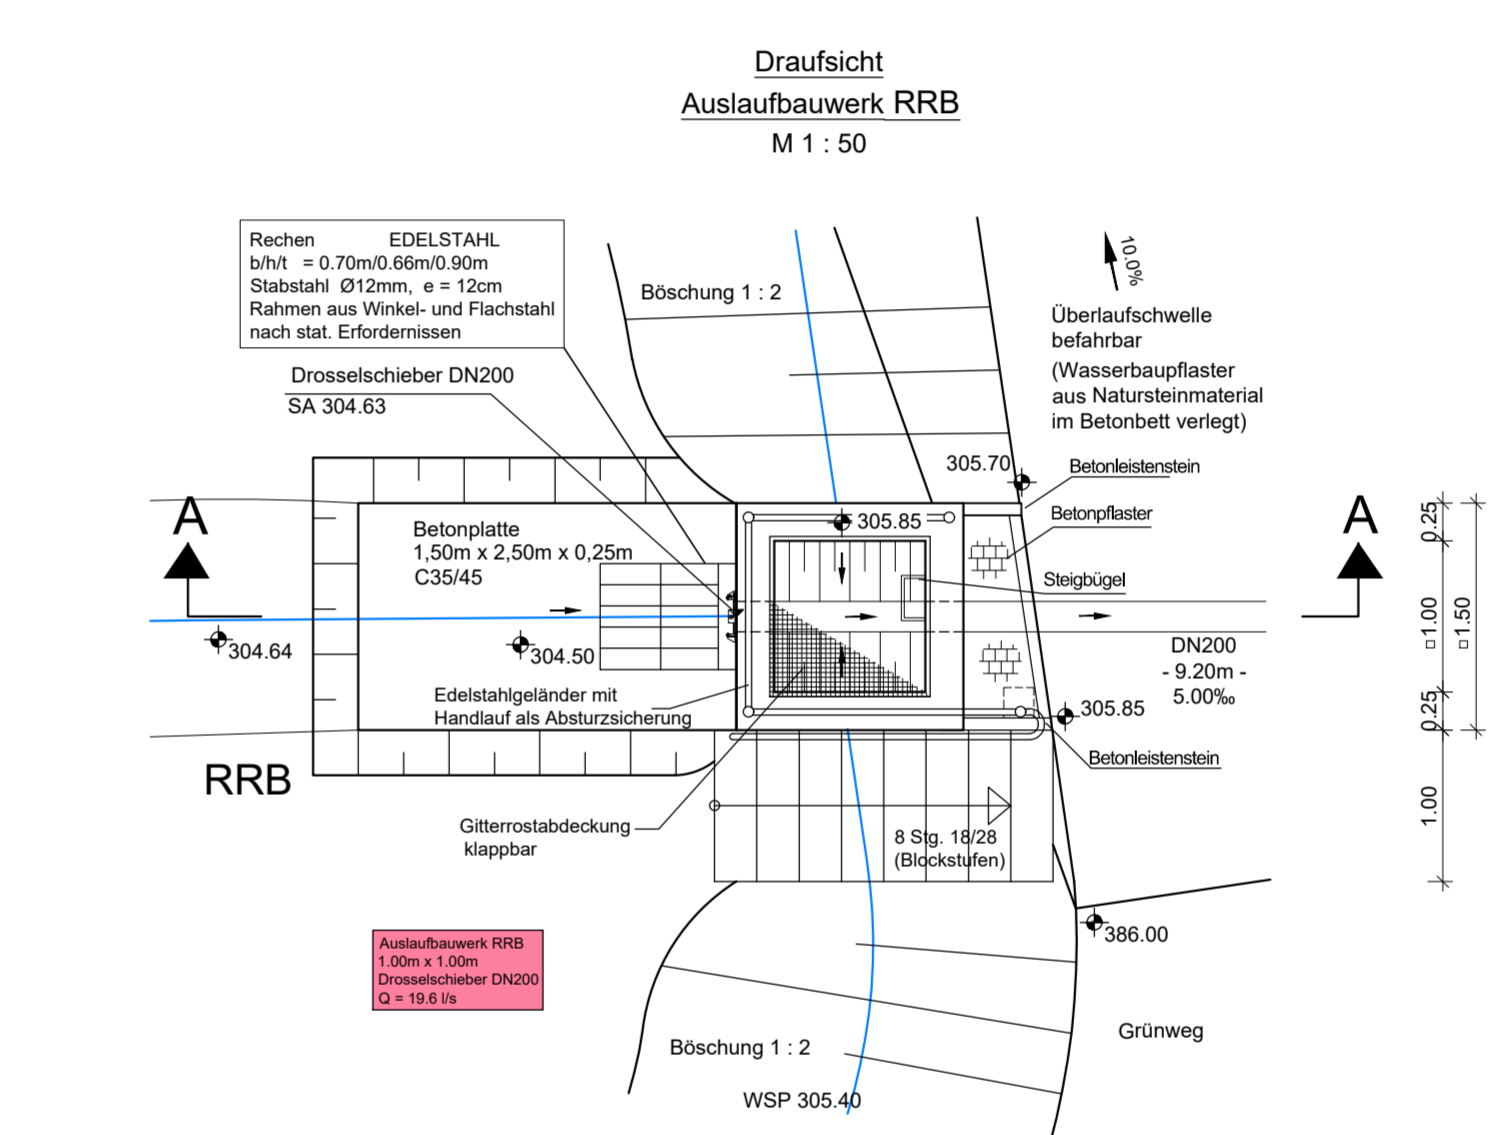 Draufsicht
Auslaufbauwerk RRB
M 1 : 50
Rechen EDELSTAHL
b/h/t = 0.70m/0.66m/0.90m
Stabstahl Ø12mm, e = 12cm
Rahmen aus Winkel- und Flachstahl
nach stat. Erfordernissen
Drosselschieber DN200
SA 304.63
Böschung 1 : 2
10.0%
Überlaufschwelle
befahrbar
(Wasserbaupflaster
aus Natursteinmaterial
im Betonbett verlegt)
305.70
Betonleistenstein
A
Betonplatte
1,50m x 2,50m x 0,25m
C35/45
305.85
Betonpflaster
Steigbügel
A
0.25
□1.00
□1.50
0.25
1.00
304.64
304.50
DN200
- 9.20m -
5.00‰
Edelstahlgeländer mit
Handlauf als Absturzsicherung
305.85
Betonleistenstein
RRB
Gitterrostabdeckung
klappbar
8 Stg. 18/28
(Blockstufen)
386.00
Auslaufbauwerk RRB
1.00m x 1.00m
Drosselschieber DN200
Q = 19.6 l/s
Grünweg
Böschung 1 : 2
WSP 305.40